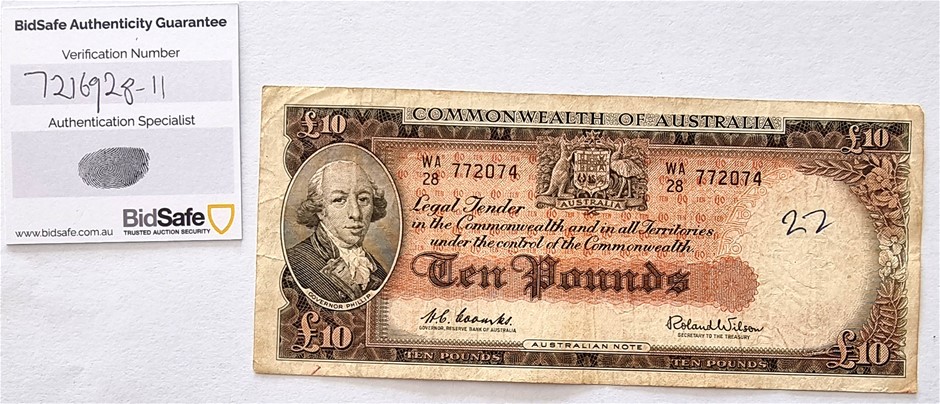 BidSafe Authenticity Guarantee
Verification Number
7216928-11
Authentication Specialist
BidSafe
www.bidsafe.com.au TRUSTED AUCTION SECURITY
COMMONWEALTH OF AUSTRALIA
£10 £10
WA 28 772074 WA 28 772074
AUSTRALIA
Legal Tender
in the Commonwealth and in all Territories
under the control of the Commonwealth
22
Ten Pounds
GOVERNOR PHILLIP
H.C. Coombs. Roland Wilson
GOVERNOR, RESERVE BANK OF AUSTRALIA SECRETARY TO THE TREASURY
£10 AUSTRALIAN NOTE £10
TEN POUNDS TEN POUNDS